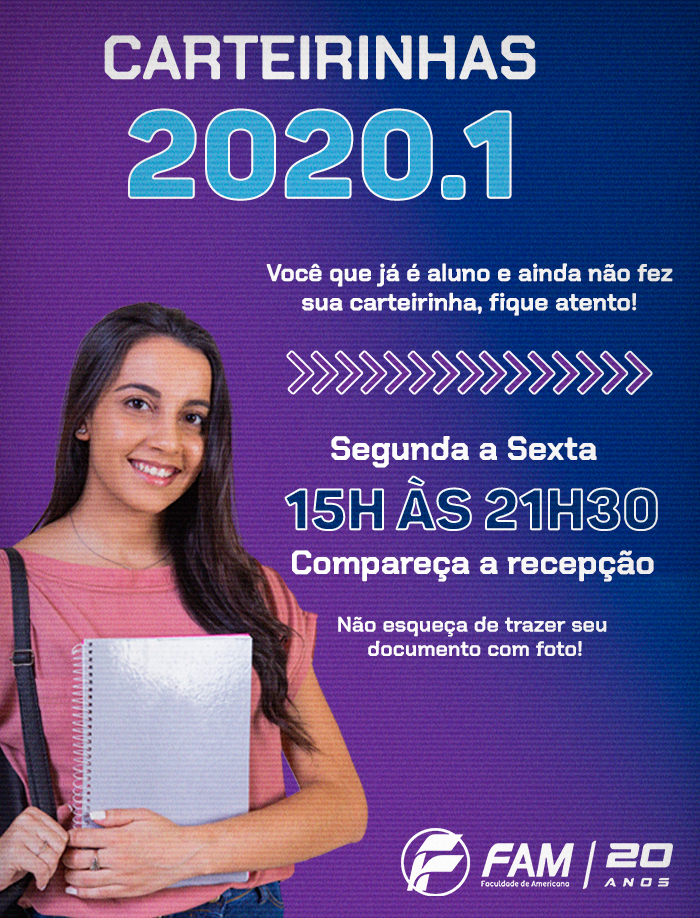 CARTEIRINHAS
2020.1
Você que já é aluno e ainda não fez
sua carteirinha, fique atento!
Segunda a Sexta
15H ÀS 21H30
Compareça a recepção
Não esqueça de trazer seu
documento com foto!
FAM 20
Faculdade de Americana ANOS